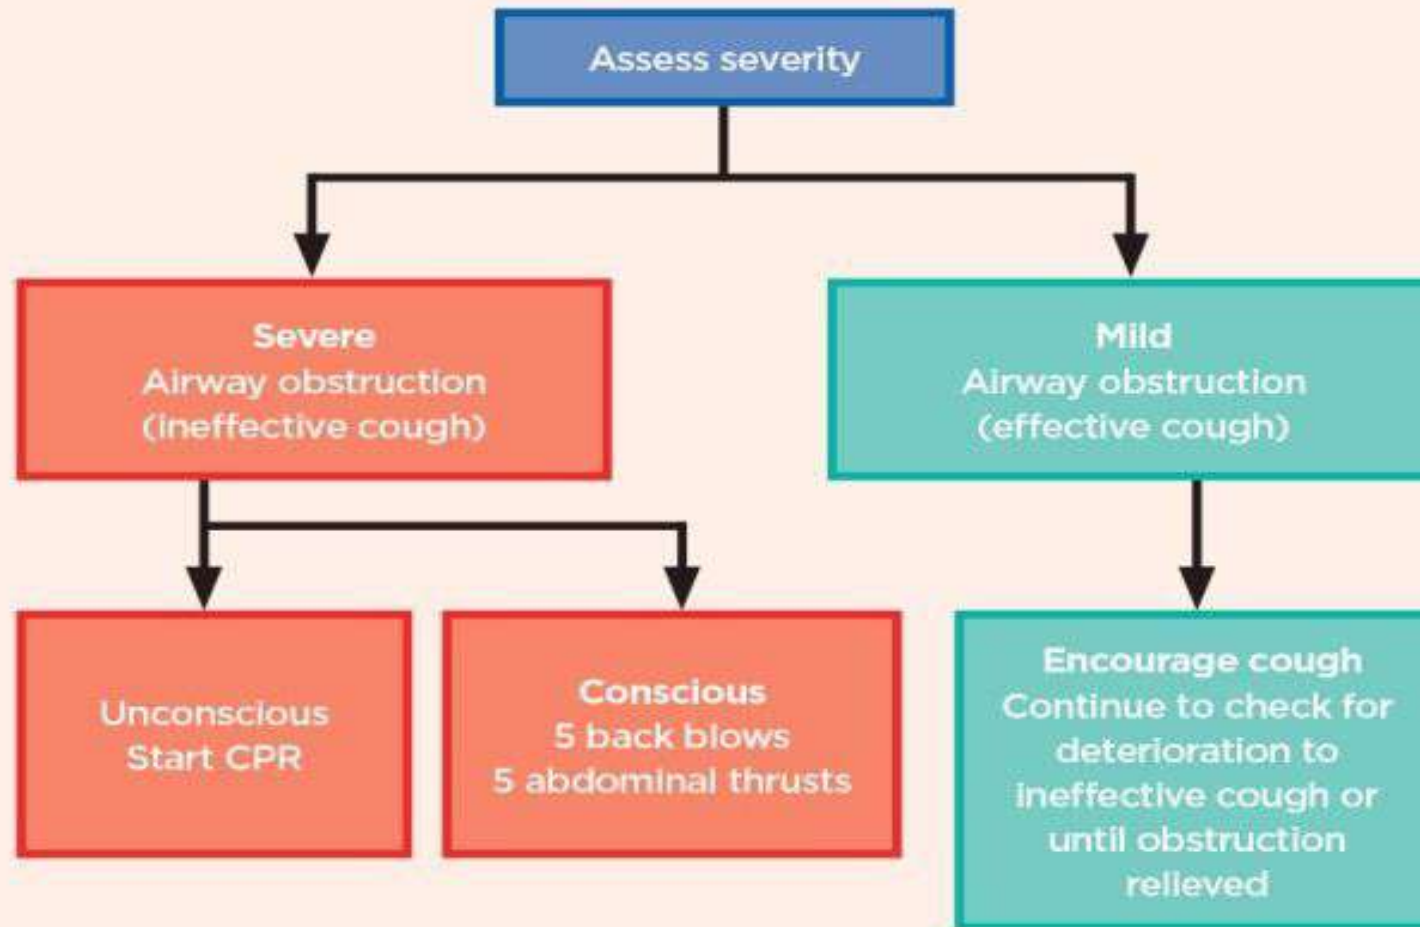 Assess severity
Severe
Airway obstruction
(ineffective cough)
Mild
Airway obstruction
(effective cough)
Unconscious
Start CPR
Conscious
5 back blows
5 abdominal thrusts
Encourage cough
Continue to check for
deterioration to
ineffective cough or
until obstruction
relieved